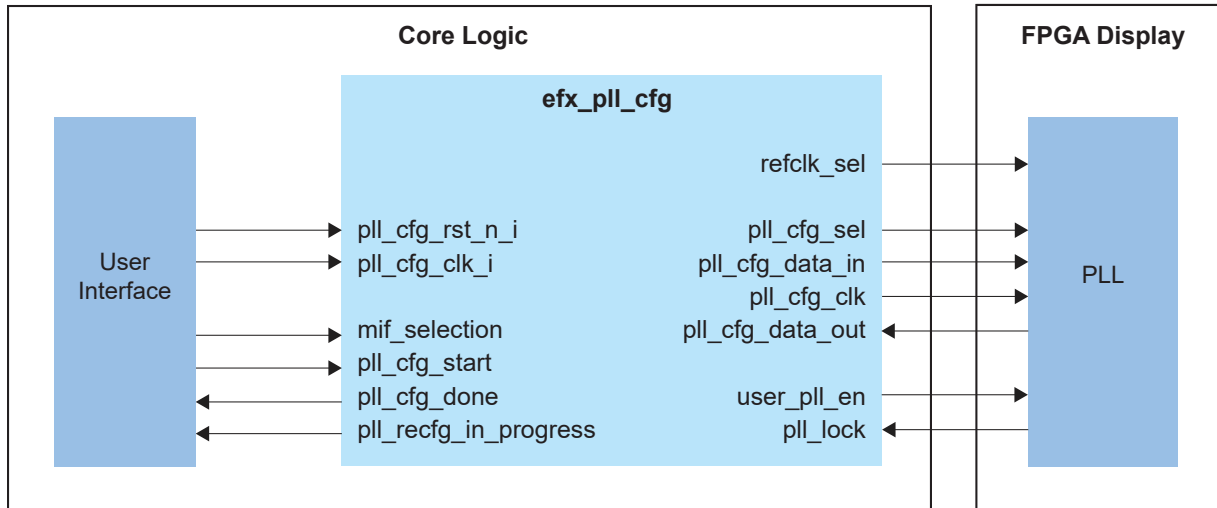 Core Logic
FPGA Display
efx_pll_cfg
User
Interface
pll_cfg_rst_n_i
pll_cfg_clk_i
mif_selection
pll_cfg_start
pll_cfg_done
pll_recfg_in_progress
refclk_sel
pll_cfg_sel
pll_cfg_data_in
pll_cfg_clk
pll_cfg_data_out
user_pll_en
pll_lock
PLL